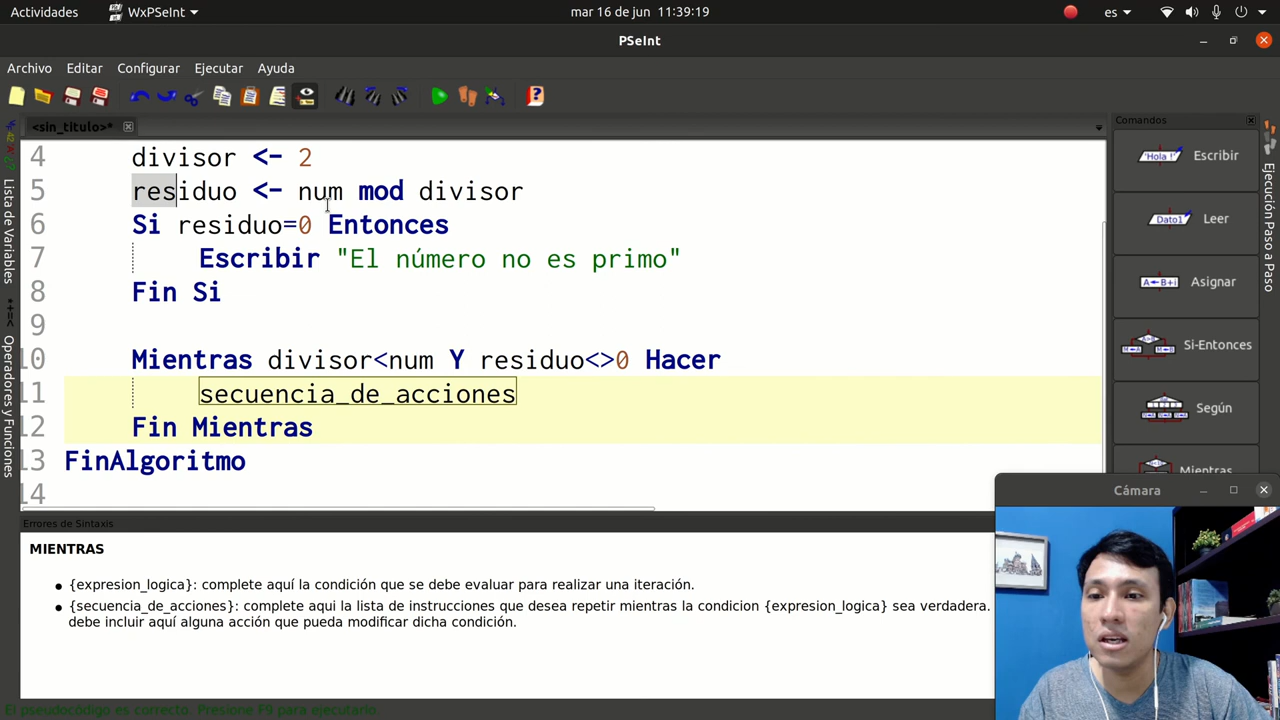 Actividades WxPSeInt mar 16 de jun 11:39:19 es
PSeInt
Archivo Editar Configurar Ejecutar Ayuda
<sin_titulo>*
4 divisor <- 2
5 residuo <- num mod divisor
6 Si residuo=0 Entonces
7 Escribir "El número no es primo"
8 Fin Si
9
10 Mientras divisor<num Y residuo<>0 Hacer
11 secuencia_de_acciones
12 Fin Mientras
13 FinAlgoritmo
14
Lista de Variables
Operadores y Funciones
Comandos
'Hola !' Escribir
Dato1 Leer
A←B+i Asignar
Si-Entonces
Según
Mientras
Ejecución Paso a Paso
Errores de Sintaxis
MIENTRAS
• {expresion_logica}: complete aquí la condición que se debe evaluar para realizar una iteración.
• {secuencia_de_acciones}: complete aqui la lista de instrucciones que desea repetir mientras la condicion {expresion_logica} sea verdadera.
debe incluir aquí alguna acción que pueda modificar dicha condición.
El pseudocódigo es correcto. Presione F9 para ejecutarlo.
Cámara